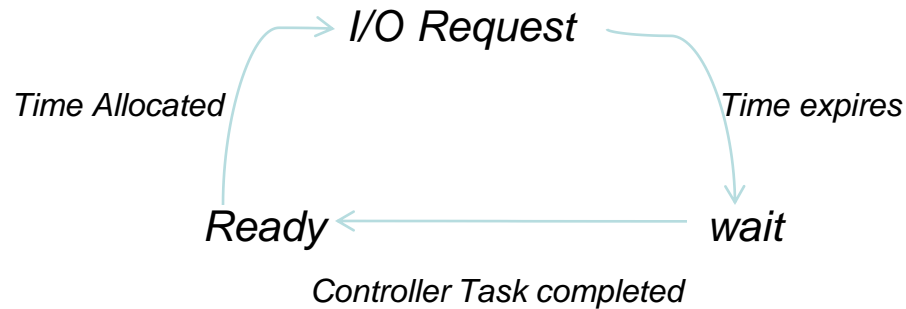 I/O Request
Time Allocated
Time expires
Ready
wait
Controller Task completed